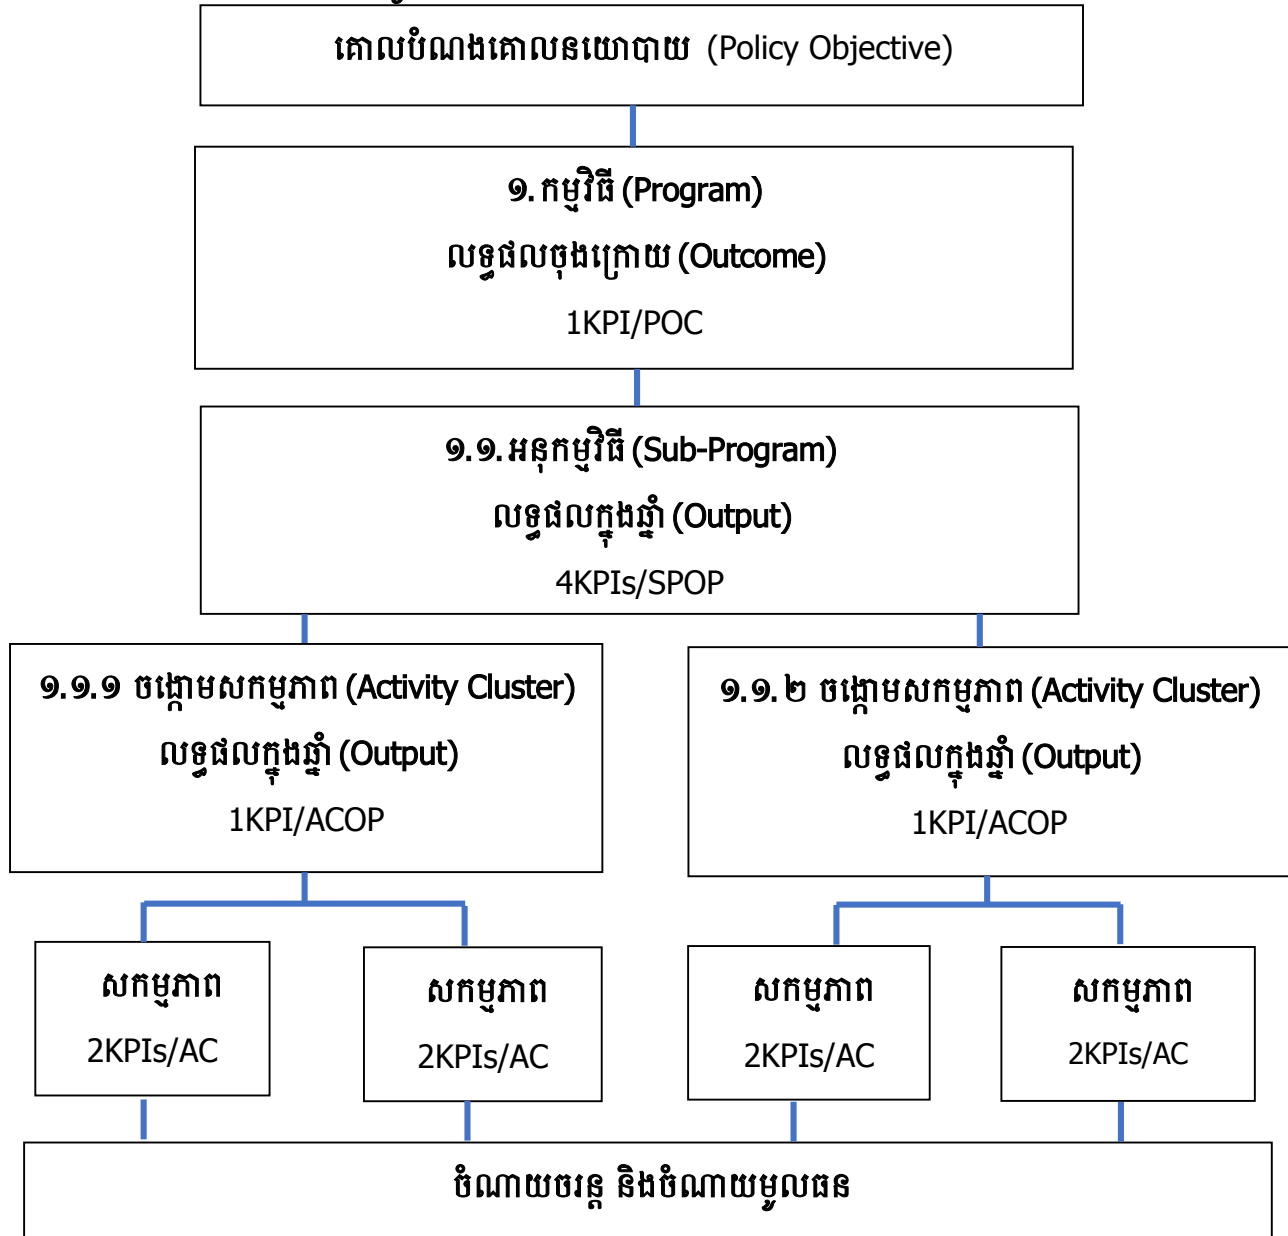 គោលបំណងគោលនយោបាយ (Policy Objective)
១. កម្មវិធី (Program)
លទ្ធផលចុងក្រោយ (Outcome)
1KPI/POC
១.១. អនុកម្មវិធី (Sub-Program)
លទ្ធផលក្នុងឆ្នាំ (Output)
4KPIs/SPOP
១.១.១ ចង្កោមសកម្មភាព (Activity Cluster)
លទ្ធផលក្នុងឆ្នាំ (Output)
1KPI/ACOP
១.១.២ ចង្កោមសកម្មភាព (Activity Cluster)
លទ្ធផលក្នុងឆ្នាំ (Output)
1KPI/ACOP
សកម្មភាព
2KPIs/AC
សកម្មភាព
2KPIs/AC
សកម្មភាព
2KPIs/AC
សកម្មភាព
2KPIs/AC
ចំណាយចរន្ត និងចំណាយមូលធន